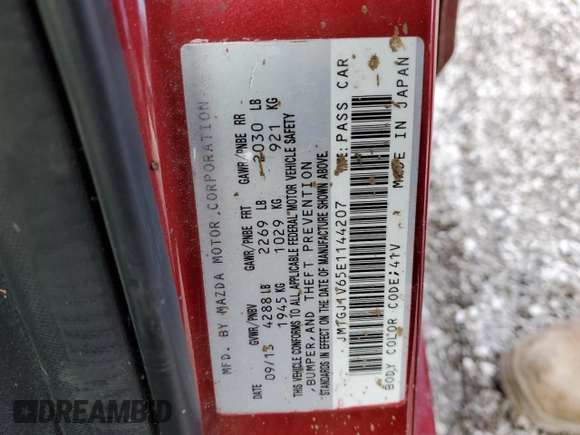 MFD. BY MAZDA MOTOR CORPORATION
DATE GVWR/PNBV GAWR/PNBE FRT GAWR/PNBE RR
09/13 4288 LB 2269 LB 2030 LB
1945 KG 1029 KG 921 KG
THIS VEHICLE CONFORMS TO ALL APPLICABLE FEDERAL MOTOR VEHICLE SAFETY
,BUMPER,AND THEFT PREVENTION
STANDARDS IN EFFECT ON THE DATE OF MANUFACTURE SHOWN ABOVE.
JM1GJ1V65E1144207 : PASS CAR
BODY COLOR CODE;41V MADE IN JAPAN
DREAMBID